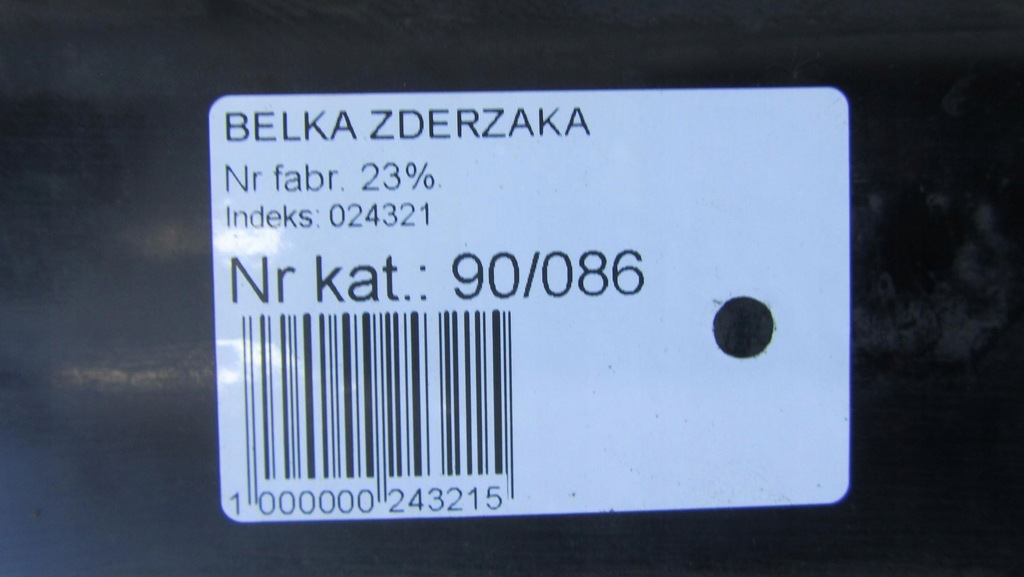 BELKA ZDERZAKA
Nr fabr. 23%.
Indeks: 024321
Nr kat.: 90/086
1 000000 243215